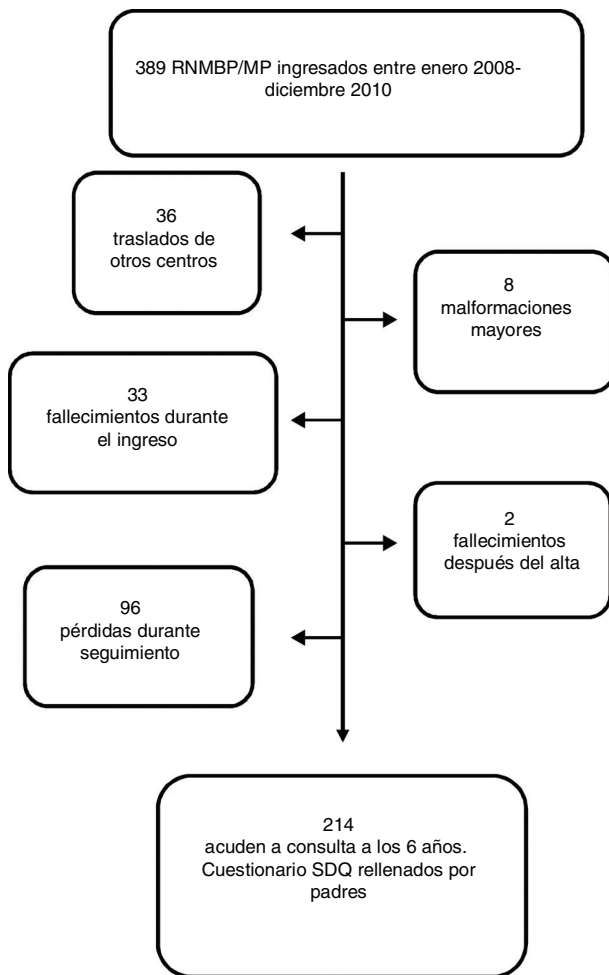 389 RNMBP/MP ingresados entre enero 2008-
diciembre 2010
36
traslados de
otros centros
8
malformaciones
mayores
33
fallecimientos durante
el ingreso
2
fallecimientos
después del alta
96
pérdidas durante
seguimiento
214
acuden a consulta a los 6 años.
Cuestionario SDQ rellenados por
padres